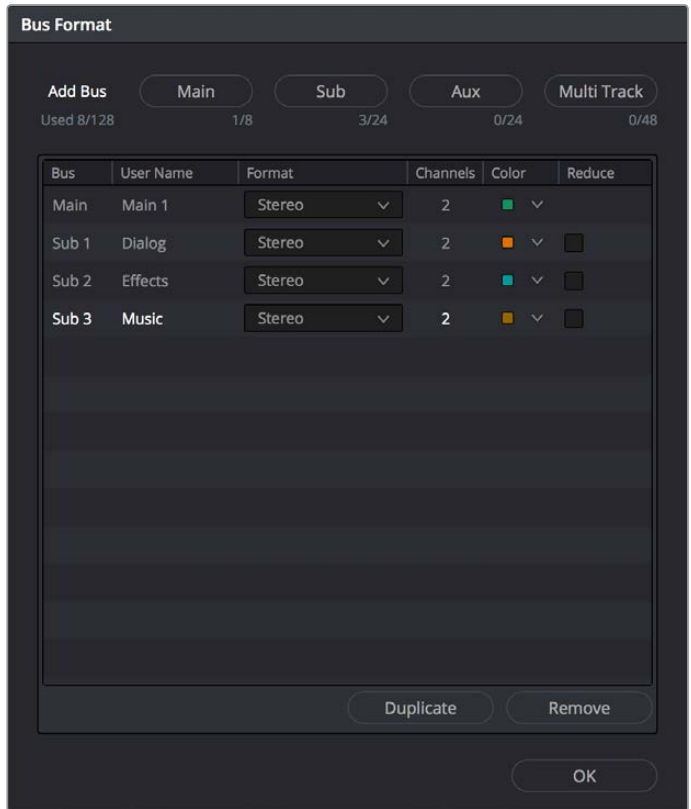 Bus Format
Add Bus Main Sub Aux Multi Track
Used 8/128 1/8 3/24 0/24 0/48
Bus User Name Format Channels Color Reduce
Main Main 1 Stereo 2
Sub 1 Dialog Stereo 2
Sub 2 Effects Stereo 2
Sub 3 Music Stereo 2
Duplicate Remove
OK